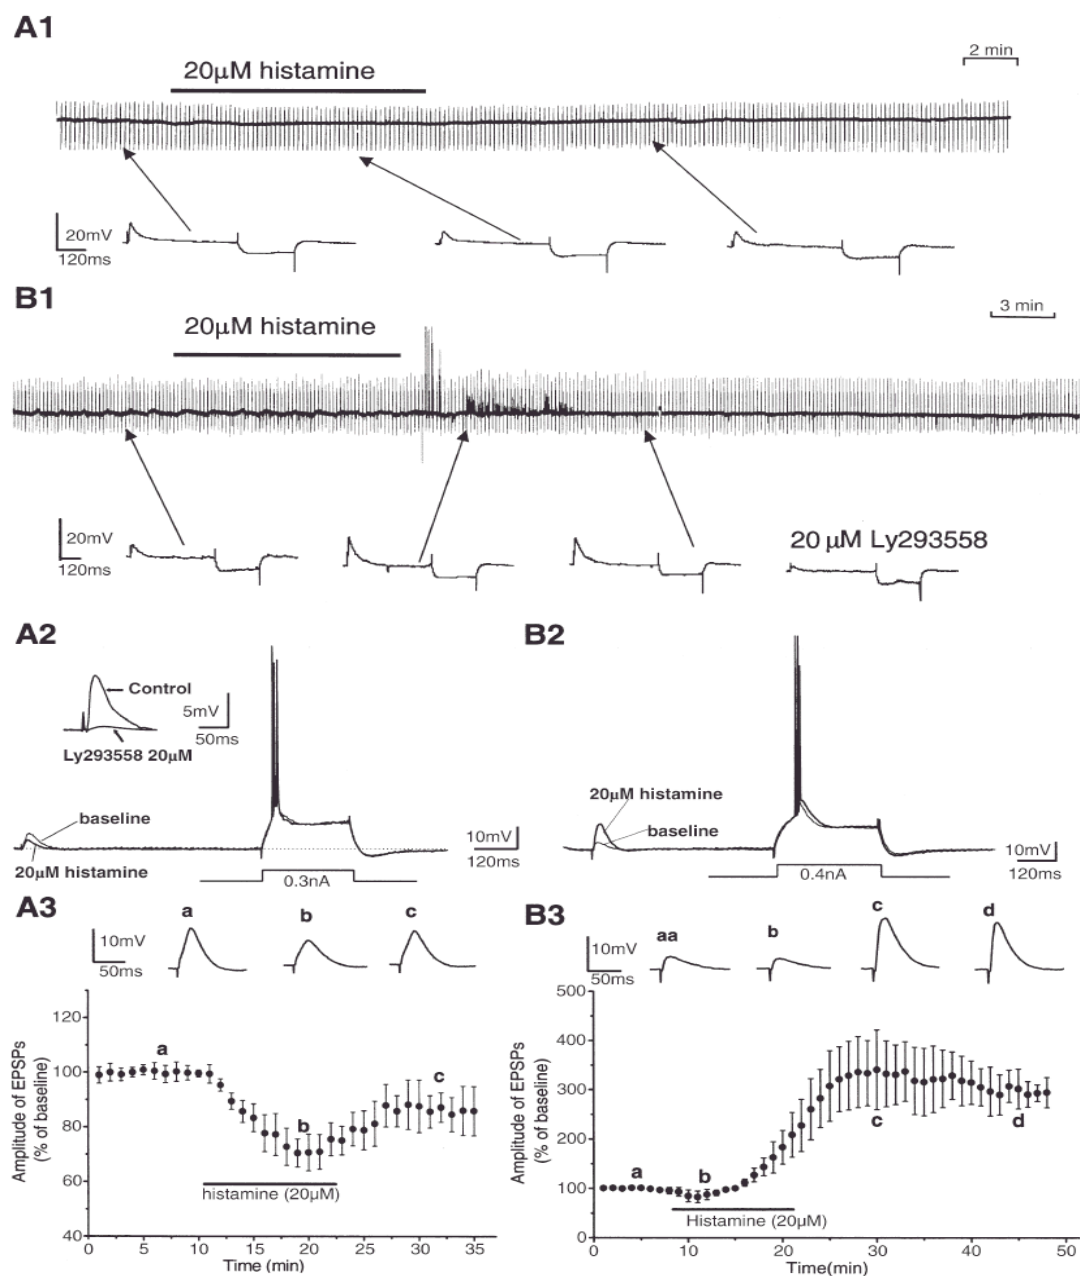 A1
2 min
20μM histamine
20mV
120ms
B1
3 min
20μM histamine
20mV
120ms
20 μM Ly293558
A2
B2
Control
5mV
50ms
Ly293558 20μM
baseline
20μM histamine
10mV
120ms
0.3nA
20μM histamine
baseline
10mV
120ms
0.4nA
A3
a
b
c
10mV
50ms
120
100
80
60
40
Amplitude of EPSPs
(% of baseline)
a
b
c
histamine (20μM)
0 5 10 15 20 25 30 35
Time (min)
B3
aa
b
c
d
10mV
50ms
500
400
300
200
100
0
Amplitude of EPSPs
(% of baseline)
a
b
c
d
Histamine (20μM)
0 10 20 30 40 50
Time(min)